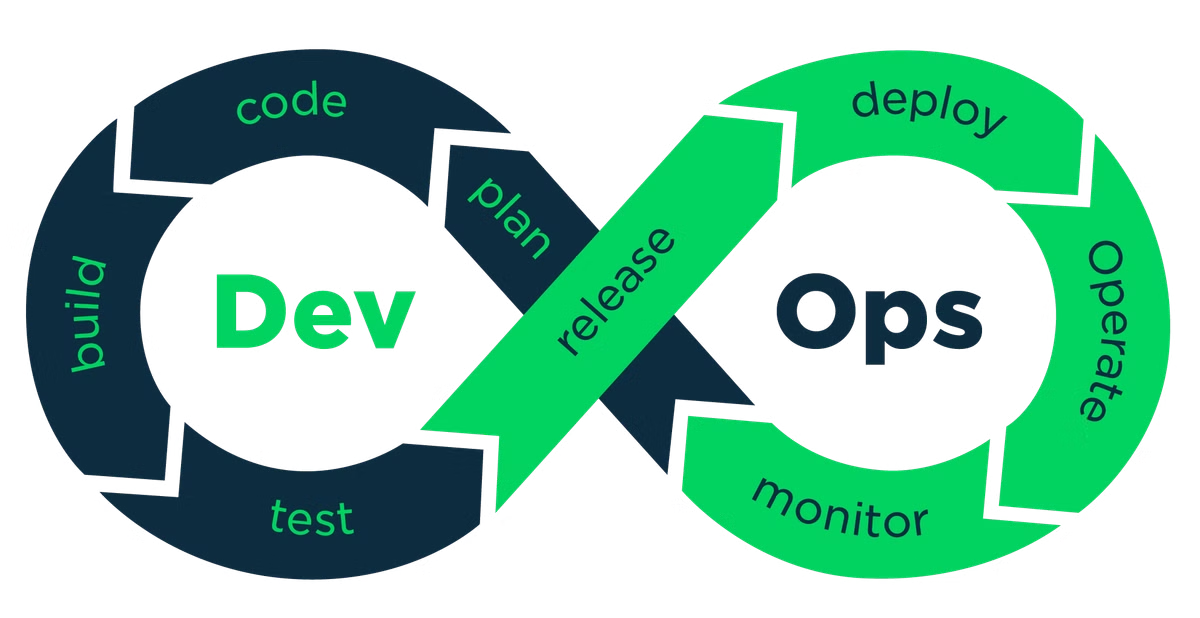 code
plan
build
test
Dev
release
deploy
Operate
monitor
Ops